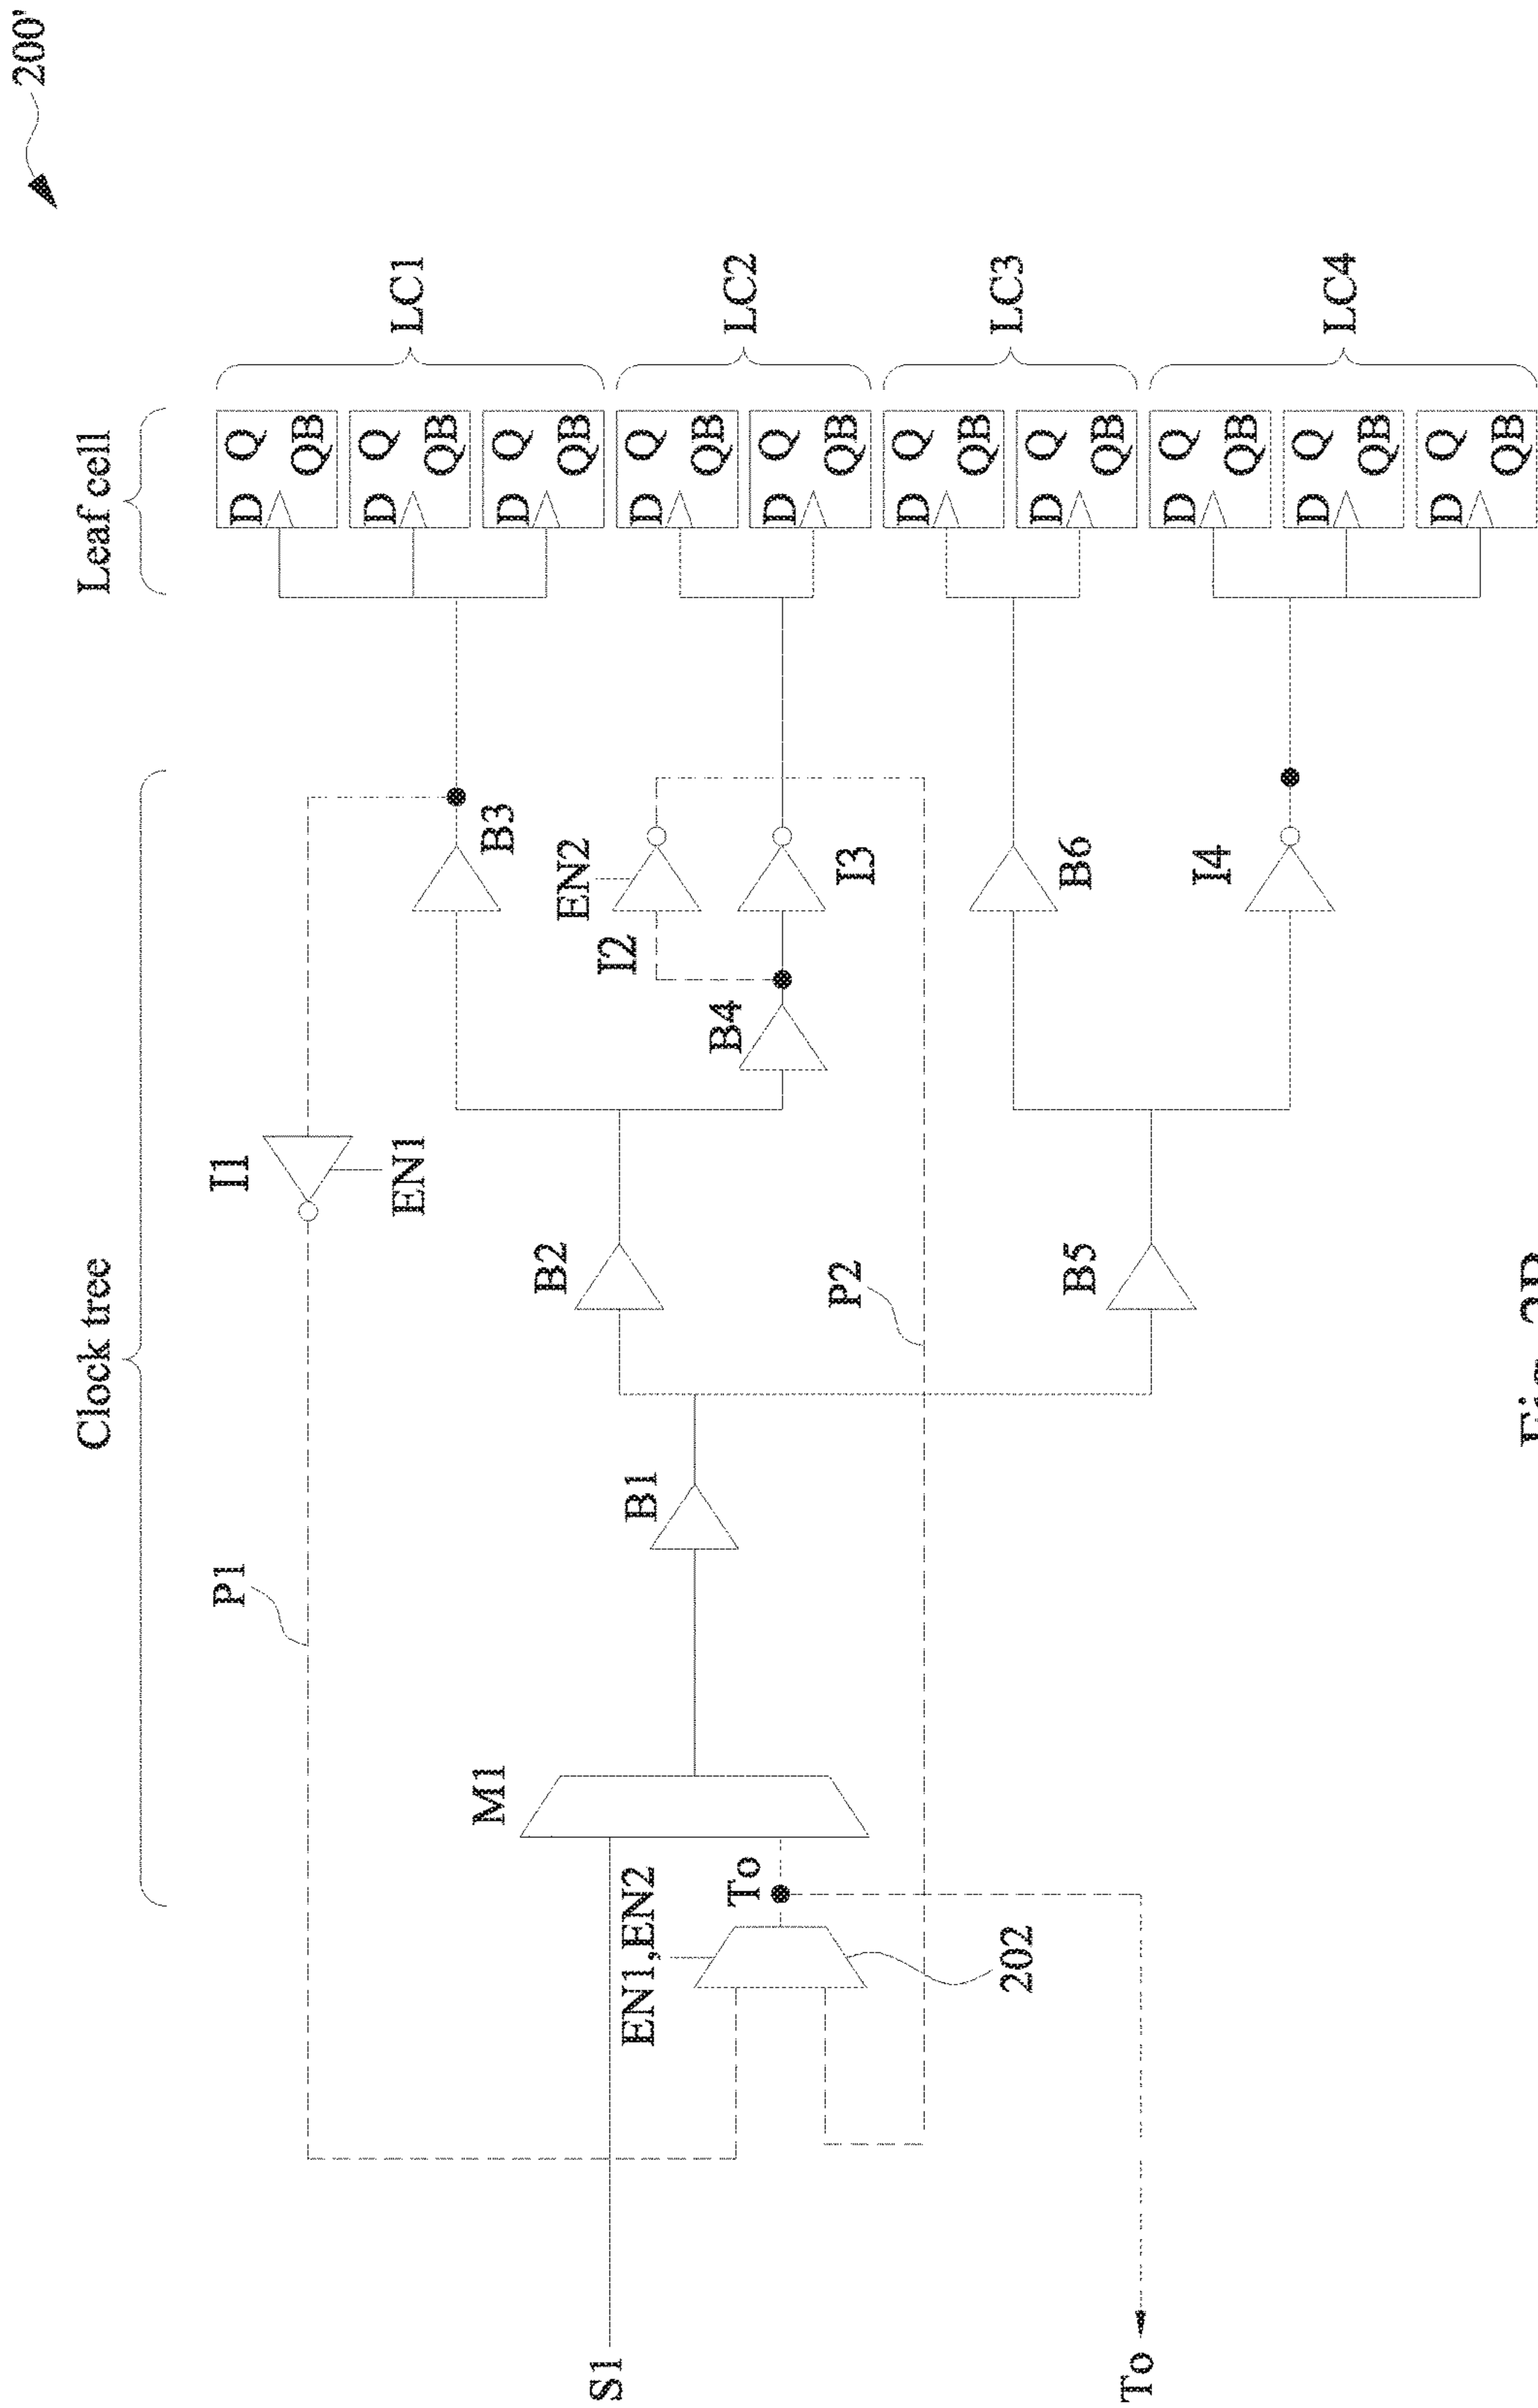 200'
Clock tree
Leaf cell
P1
I1
EN1
D Q
QB
D Q
QB
D Q
QB
LC1
M1
B1
B2
B3
EN2
I2
B4
I3
D Q
QB
D Q
QB
LC2
S1
EN1,EN2
To
202
P2
B5
B6
I4
D Q
QB
D Q
QB
LC3
D Q
QB
D Q
QB
D Q
QB
LC4
To